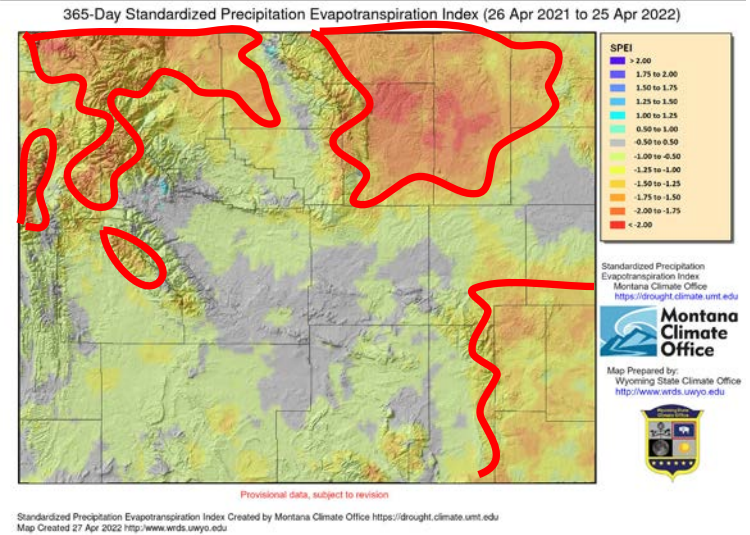 365-Day Standardized Precipitation Evapotranspiration Index (26 Apr 2021 to 25 Apr 2022)
SPEI
> 2.00
1.75 to 2.00
1.50 to 1.75
1.25 to 1.50
1.00 to 1.25
0.50 to 1.00
-0.50 to 0.50
-1.00 to -0.50
-1.25 to -1.00
-1.50 to -1.25
-1.75 to -1.50
-2.00 to -1.75
< -2.00
Standardized Precipitation
Evapotranspiration Index
Montana Climate Office
https://drought.climate.umt.edu
Montana
Climate
Office
Map Prepared by:
Wyoming State Climate Office
http://www.wrds.uwyo.edu
Wyoming State
Climate Office
Provisional data, subject to revision
Standardized Precipitation Evapotranspiration Index Created by Montana Climate Office https://drought.climate.umt.edu
Map Created 27 Apr 2022 http:/www.wrds.uwyo.edu